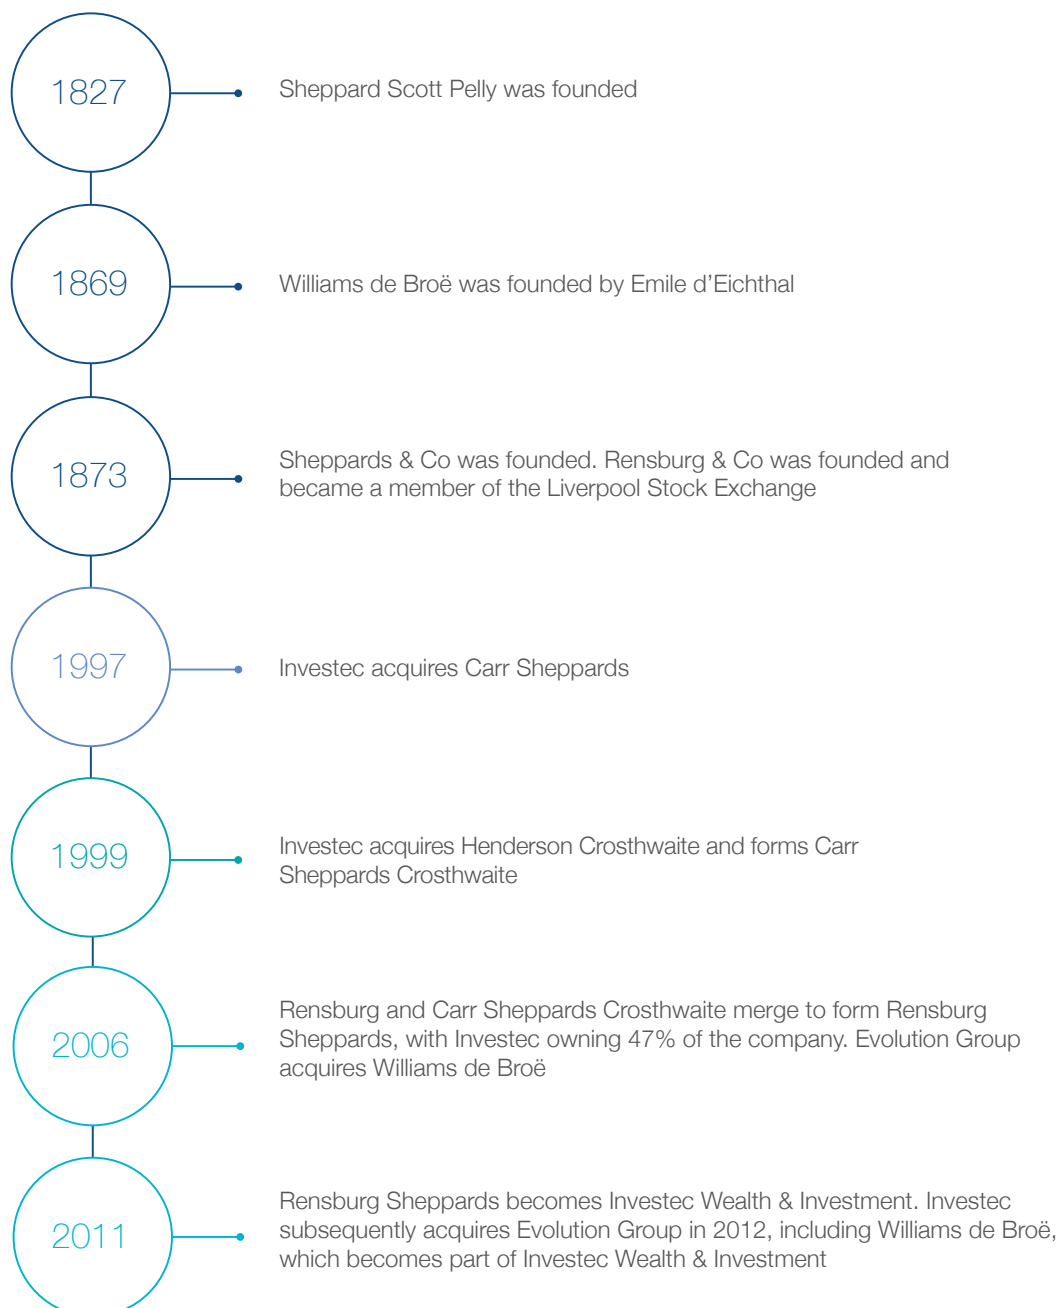 1827
Sheppard Scott Pelly was founded
1869
Williams de Broë was founded by Emile d’Eichthal
1873
Sheppards & Co was founded. Rensburg & Co was founded and
became a member of the Liverpool Stock Exchange
1997
Investec acquires Carr Sheppards
1999
Investec acquires Henderson Crosthwaite and forms Carr
Sheppards Crosthwaite
2006
Rensburg and Carr Sheppards Crosthwaite merge to form Rensburg
Sheppards, with Investec owning 47% of the company. Evolution Group
acquires Williams de Broë
2011
Rensburg Sheppards becomes Investec Wealth & Investment. Investec
subsequently acquires Evolution Group in 2012, including Williams de Broë,
which becomes part of Investec Wealth & Investment